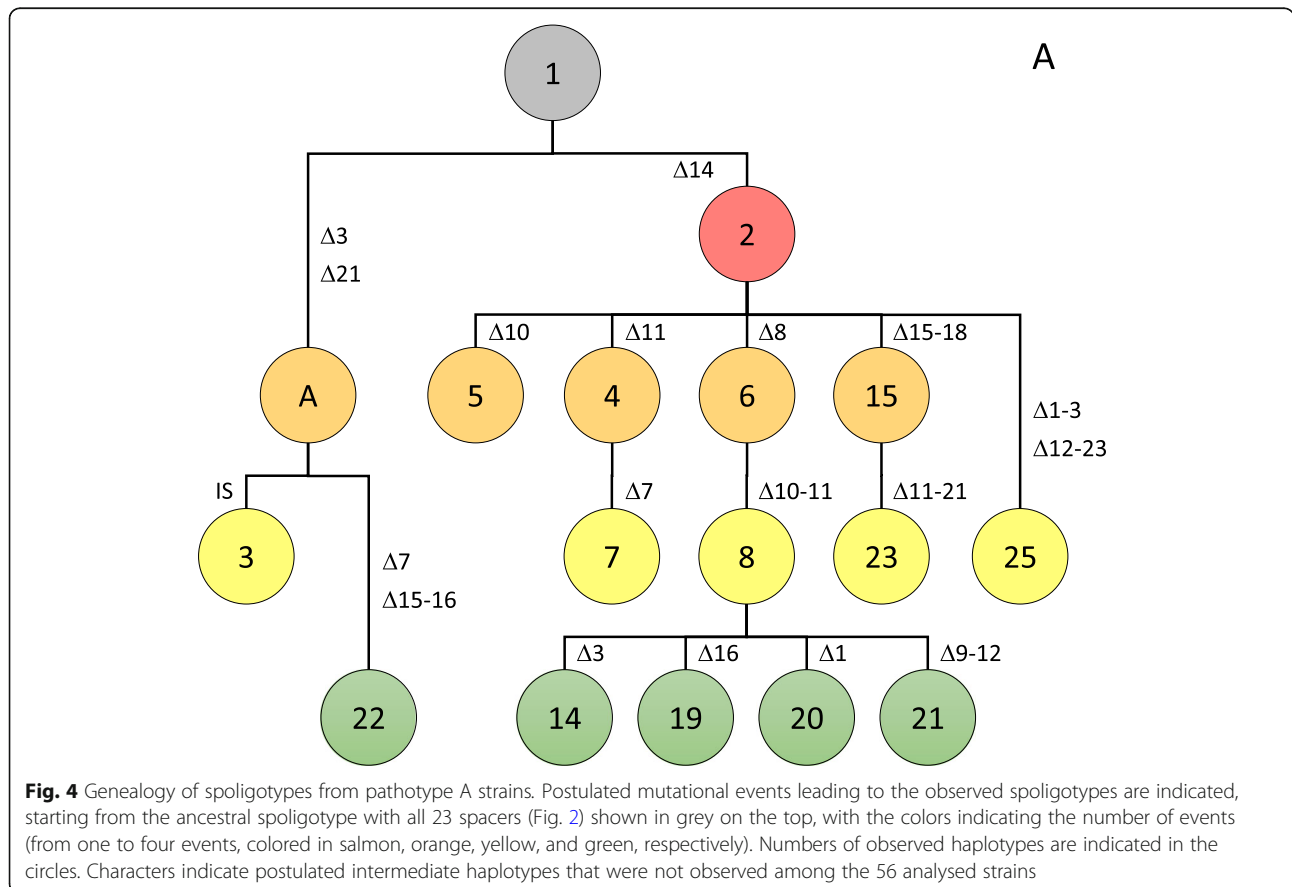 A
1
Δ14
2
Δ3
Δ21
Δ10
Δ11
Δ8
Δ15-18
A
5
4
6
15
Δ1-3
Δ12-23
IS
Δ7
Δ10-11
Δ11-21
3
7
8
23
25
Δ7
Δ15-16
Δ3
Δ16
Δ1
Δ9-12
22
14
19
20
21
Fig. 4 Genealogy of spoligotypes from pathotype A strains. Postulated mutational events leading to the observed spoligotypes are indicated,
starting from the ancestral spoligotype with all 23 spacers (Fig. 2) shown in grey on the top, with the colors indicating the number of events
(from one to four events, colored in salmon, orange, yellow, and green, respectively). Numbers of observed haplotypes are indicated in the
circles. Characters indicate postulated intermediate haplotypes that were not observed among the 56 analysed strains